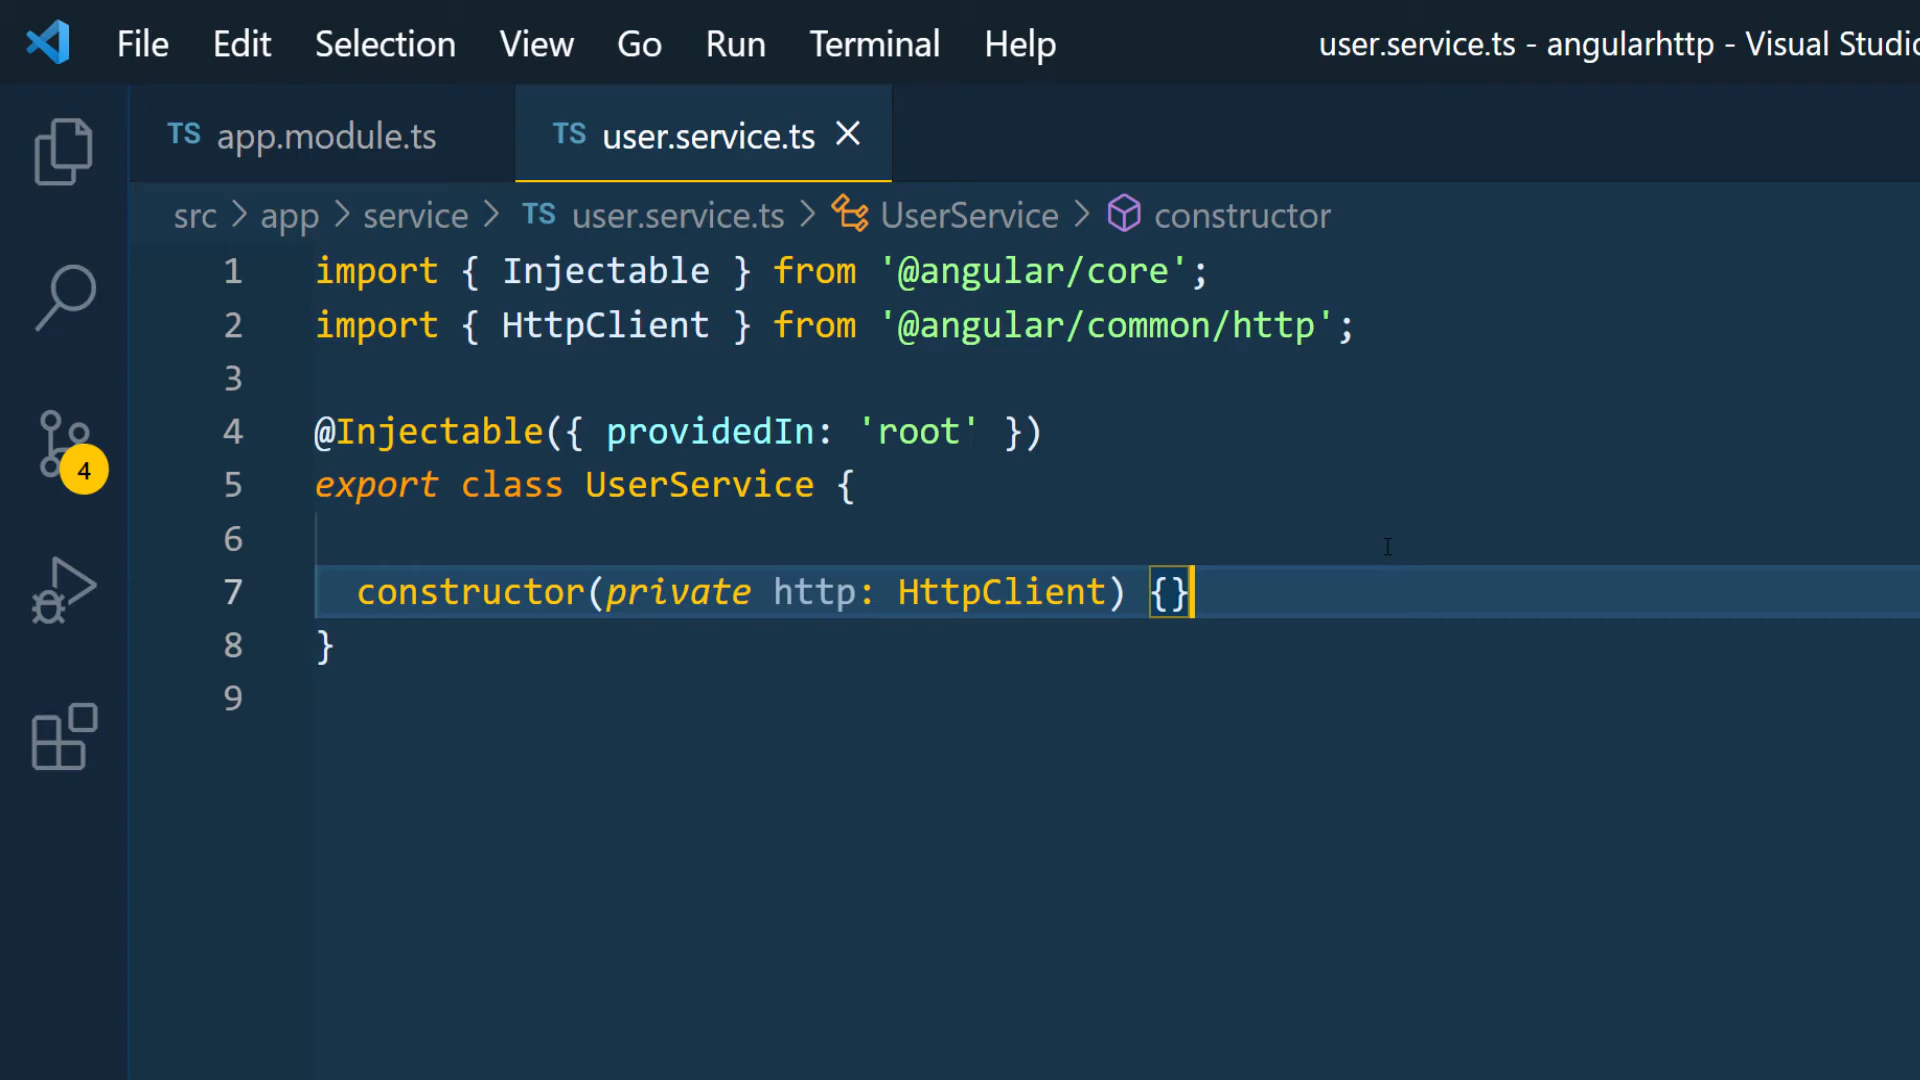 File Edit Selection View Go Run Terminal Help user.service.ts - angularhttp - Visual Studio
TS app.module.ts TS user.service.ts
src > app > service > TS user.service.ts > UserService > constructor
1 import { Injectable } from '@angular/core';
2 import { HttpClient } from '@angular/common/http';
3
4 @Injectable({ providedIn: 'root' })
5 export class UserService {
6
7 constructor(private http: HttpClient) {}
8 }
9
4